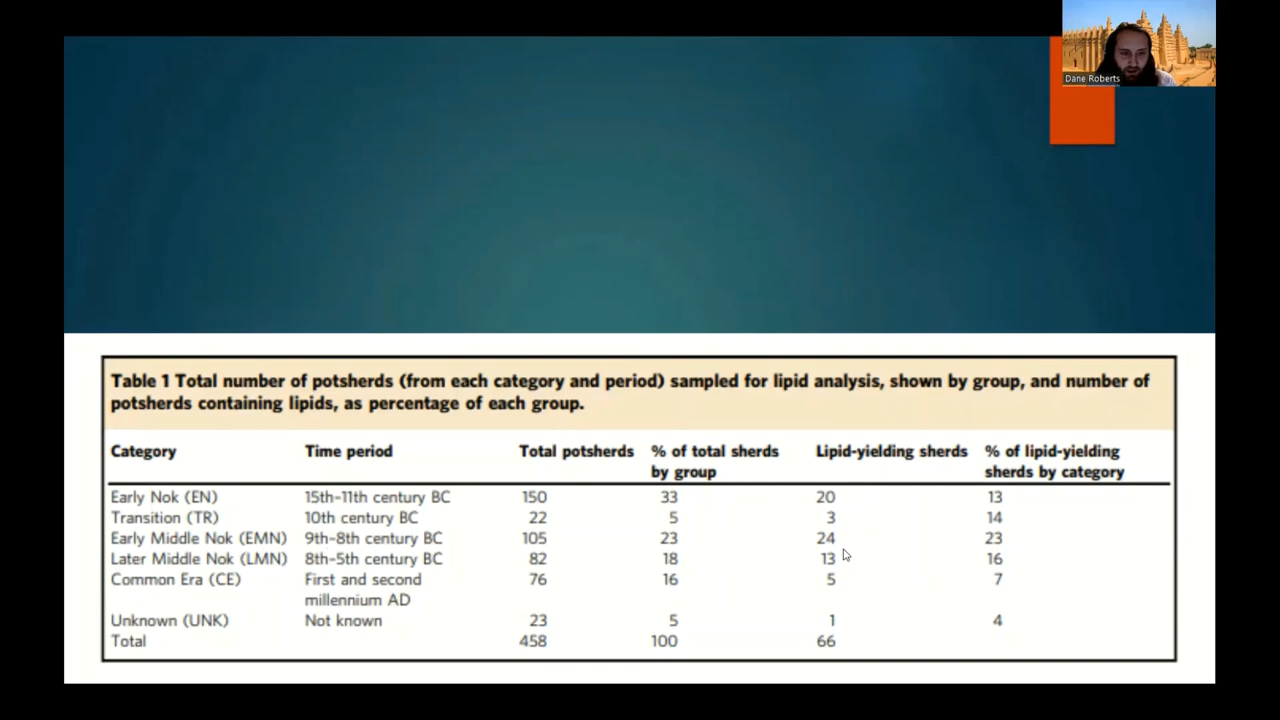 Dane Roberts
Table 1 Total number of potsherds (from each category and period) sampled for lipid analysis, shown by group, and number of
potsherds containing lipids, as percentage of each group.
Category Time period Total potsherds % of total sherds by group Lipid-yielding sherds % of lipid-yielding sherds by category
Early Nok (EN) 15th–11th century BC 150 33 20 13
Transition (TR) 10th century BC 22 5 3 14
Early Middle Nok (EMN) 9th–8th century BC 105 23 24 23
Later Middle Nok (LMN) 8th–5th century BC 82 18 13 16
Common Era (CE) First and second millennium AD 76 16 5 7
Unknown (UNK) Not known 23 5 1 4
Total 458 100 66